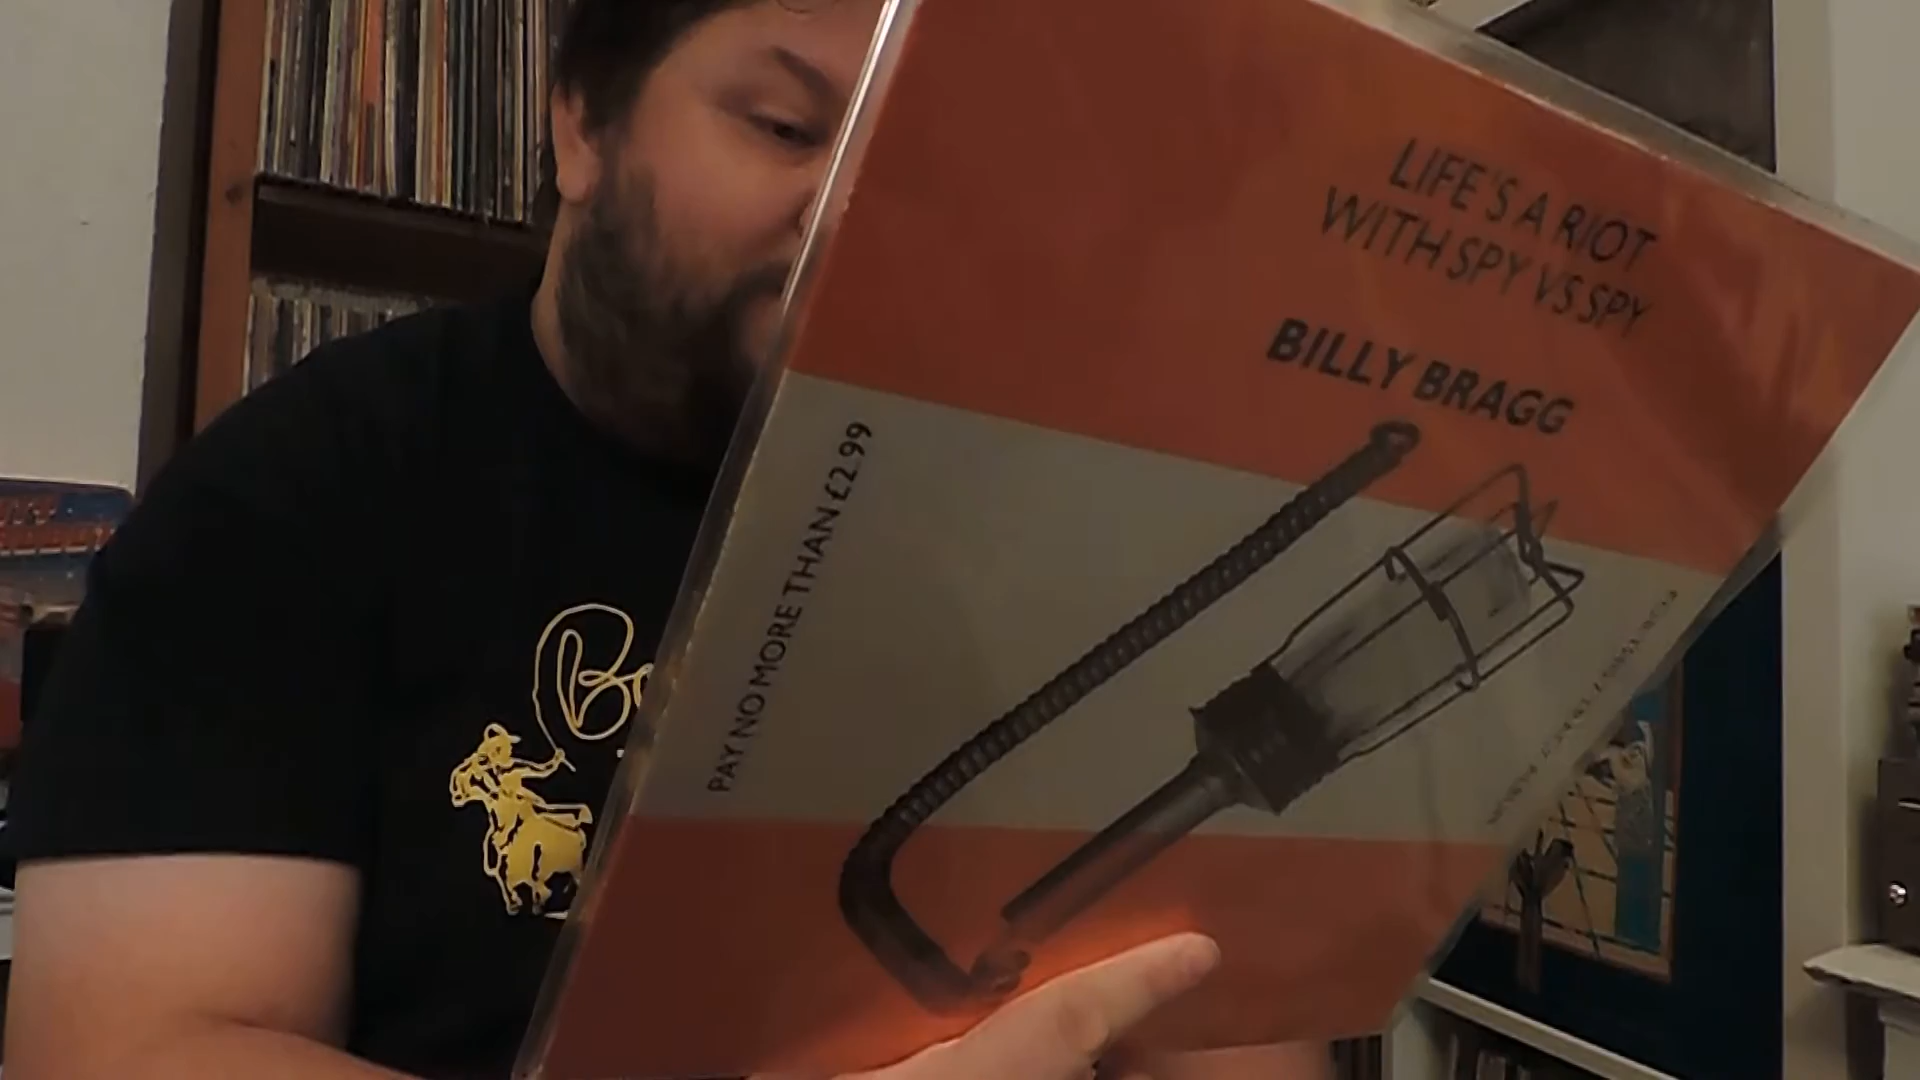 LIFE'S A RIOT
WITH SPY VS SPY
BILLY BRAGG
PAY NO MORE THAN £2.99